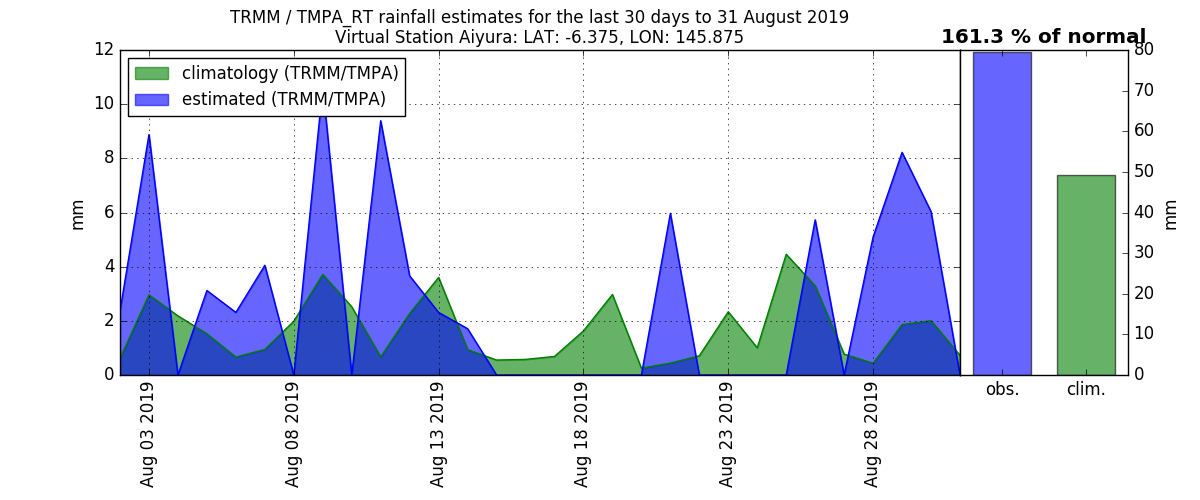 TRMM / TMPA_RT rainfall estimates for the last 30 days to 31 August 2019
Virtual Station Aiyura: LAT: -6.375, LON: 145.875
161.3 % of normal
climatology (TRMM/TMPA)
estimated (TRMM/TMPA)
12
10
8
6
4
2
0
mm
Aug 03 2019
Aug 08 2019
Aug 13 2019
Aug 18 2019
Aug 23 2019
Aug 28 2019
obs.
clim.
80
70
60
50
40
30
20
10
0
mm